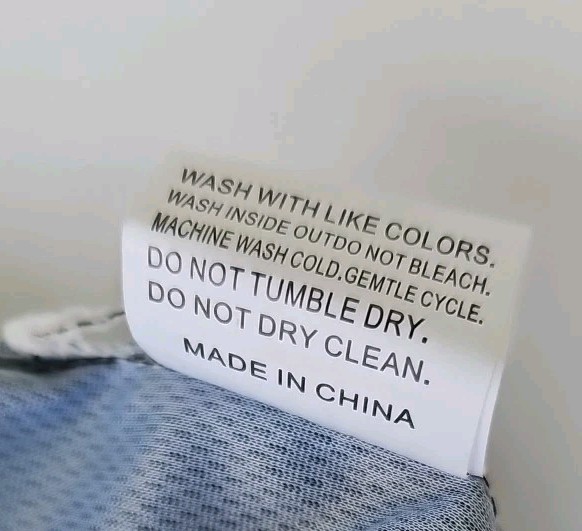 WASH WITH LIKE COLORS.
WASH INSIDE OUTDO NOT BLEACH.
MACHINE WASH COLD.GEMTLE CYCLE.
DO NOT TUMBLE DRY.
DO NOT DRY CLEAN.
MADE IN CHINA